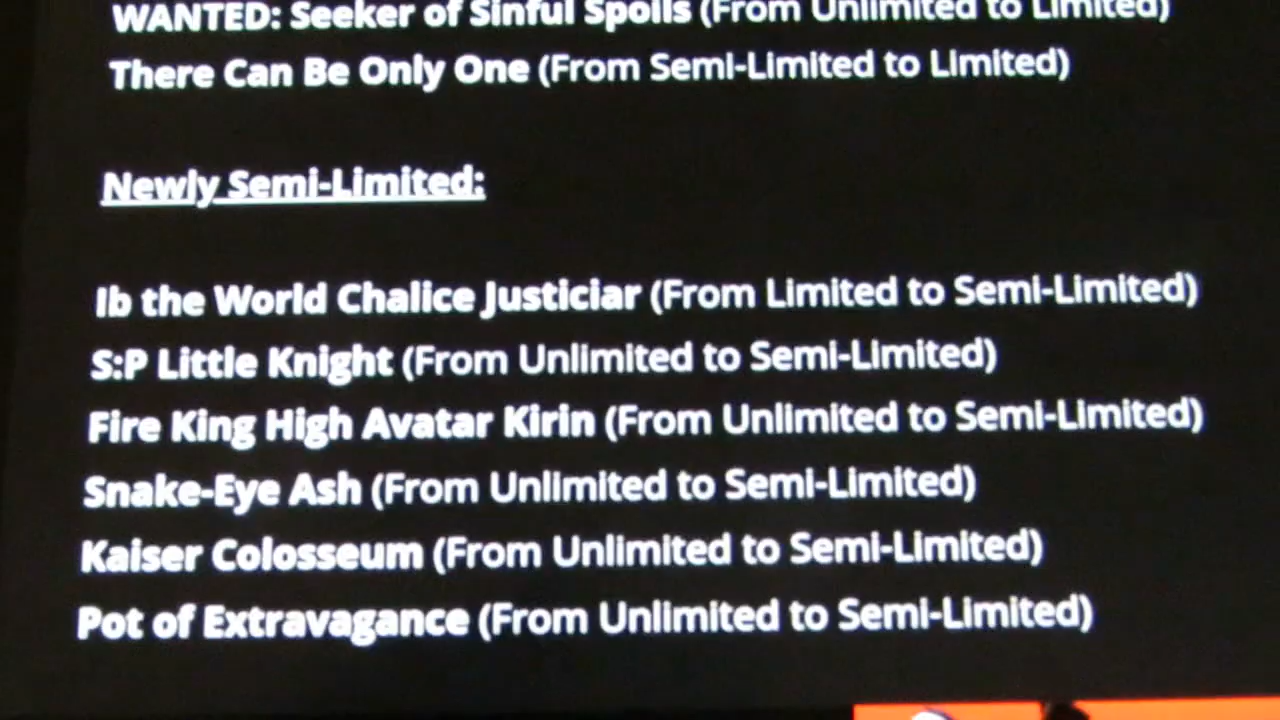 WANTED: Seeker of Sinful Spoils (From Unlimited to Limited)
There Can Be Only One (From Semi-Limited to Limited)
Newly Semi-Limited:
Ib the World Chalice Justiciar (From Limited to Semi-Limited)
S:P Little Knight (From Unlimited to Semi-Limited)
Fire King High Avatar Kirin (From Unlimited to Semi-Limited)
Snake-Eye Ash (From Unlimited to Semi-Limited)
Kaiser Colosseum (From Unlimited to Semi-Limited)
Pot of Extravagance (From Unlimited to Semi-Limited)